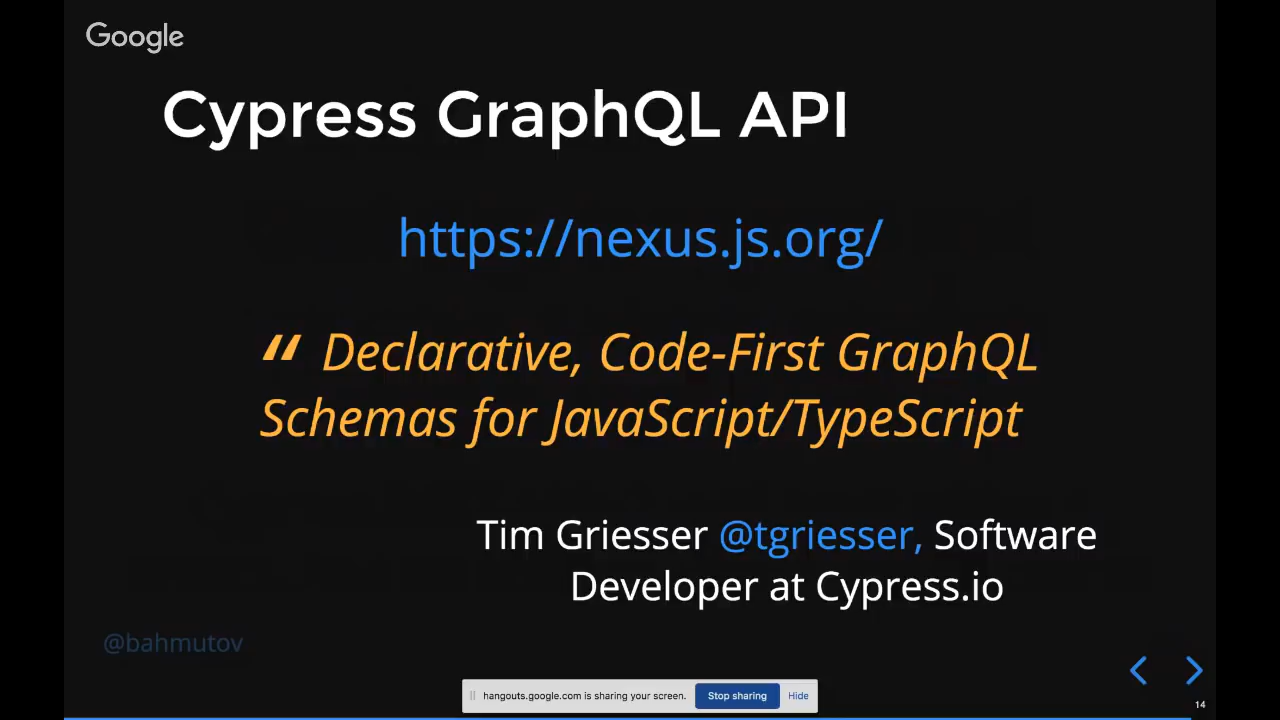 Google
Cypress GraphQL API
https://nexus.js.org/
“ Declarative, Code-First GraphQL
Schemas for JavaScript/TypeScript
Tim Griesser @tgriesser, Software
Developer at Cypress.io
@bahmutov
hangouts.google.com is sharing your screen. Stop sharing Hide
14